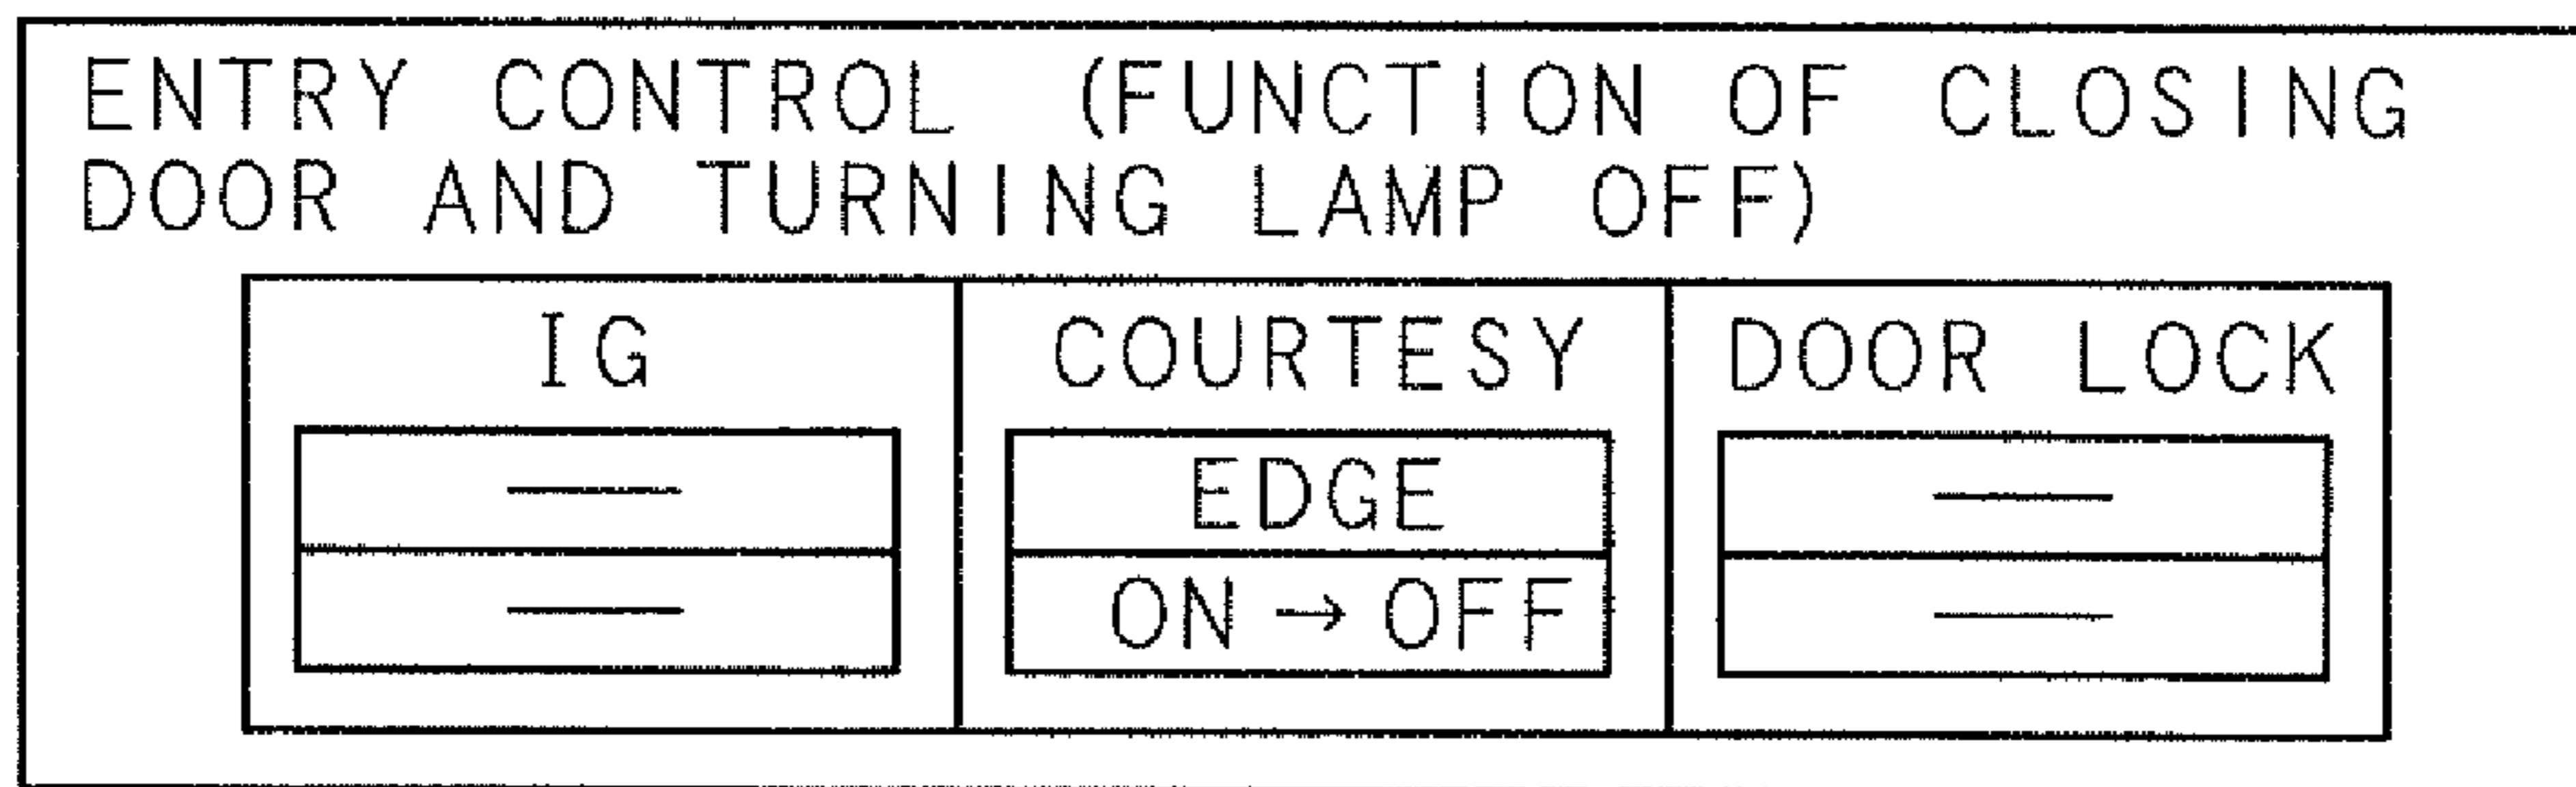 ENTRY CONTROL (FUNCTION OF CLOSING
DOOR AND TURNING LAMP OFF)
IG COURTESY DOOR LOCK
— EDGE —
— ON → OFF —